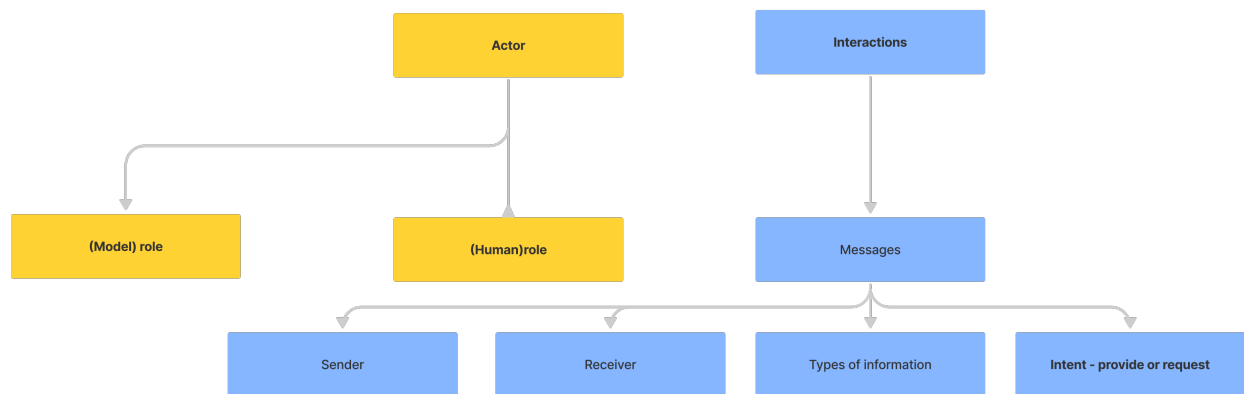 Actor
Interactions
(Model) role
(Human)role
Messages
Sender
Receiver
Types of information
Intent - provide or request